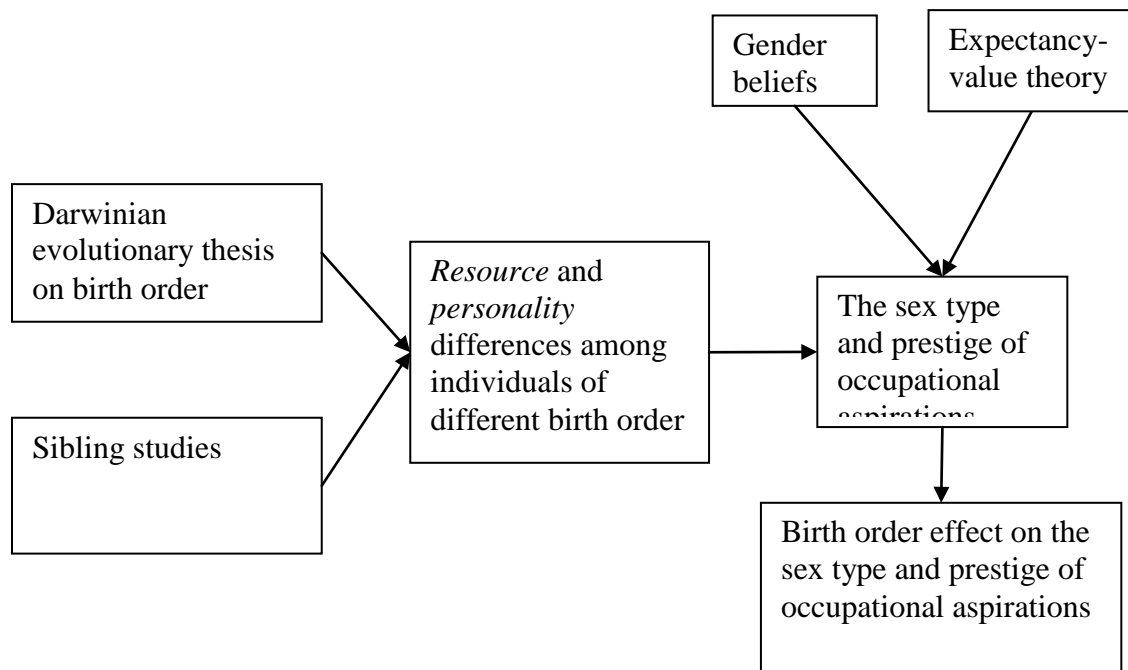 Gender
beliefs
Expectancy-
value theory
Darwinian
evolutionary thesis
on birth order
Resource and
personality
differences among
individuals of
different birth order
The sex type
and prestige of
occupational
aspirations
Sibling studies
Birth order effect on the
sex type and prestige of
occupational aspirations